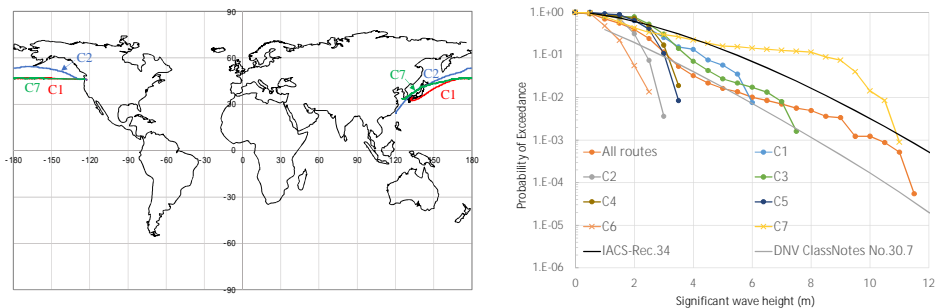 90
60
30
0
-30
-60
-90
-180 -150 -120 -90 -60 -30 0 30 60 90 120 150 180
C2
C7 C1
C7 C2
C1
Probability of Exceedance
1.E+00
1.E-01
1.E-02
1.E-03
1.E-04
1.E-05
1.E-06
All routes C1
C2 C3
C4 C5
C6 C7
IACS-Rec.34 DNV ClassNotes No.30.7
0 2 4 6 8 10 12
Significant wave height (m)